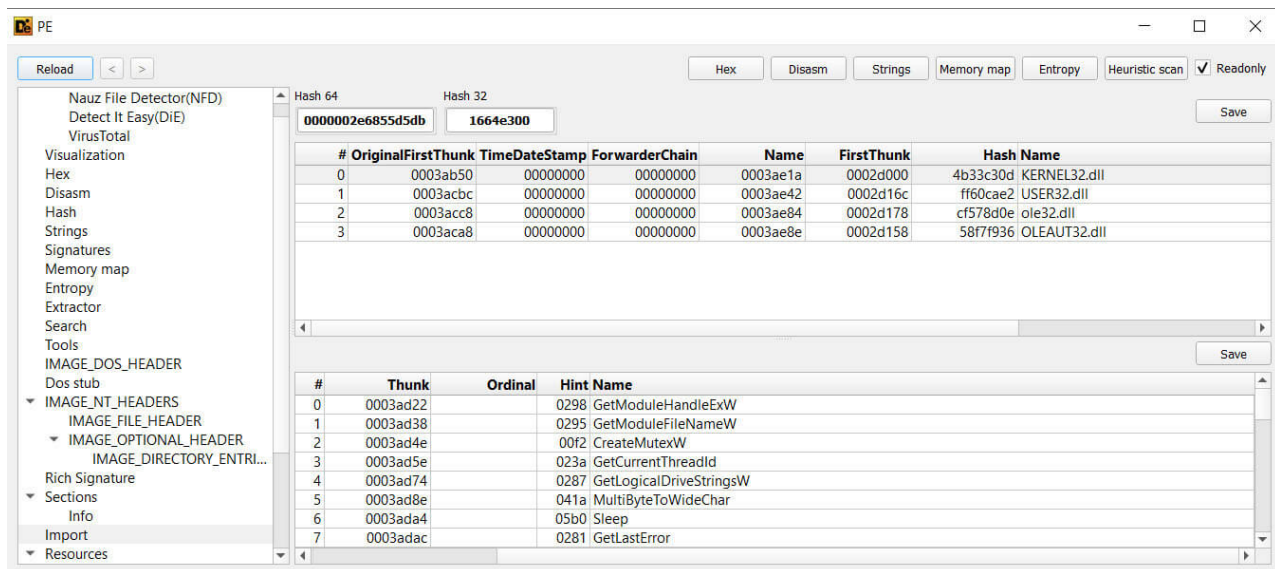 PE
Reload < > Hex Disasm Strings Memory map Entropy Heuristic scan Readonly
Nauz File Detector(NFD)
Detect It Easy(DiE)
VirusTotal
Visualization
Hex
Disasm
Hash
Strings
Signatures
Memory map
Entropy
Extractor
Search
Tools
IMAGE_DOS_HEADER
Dos stub
IMAGE_NT_HEADERS
IMAGE_FILE_HEADER
IMAGE_OPTIONAL_HEADER
IMAGE_DIRECTORY_ENTRI...
Rich Signature
Sections
Info
Import
Resources
Hash 64 Hash 32
0000002e6855d5db 1664e300 Save
# OriginalFirstThunk TimeDateStamp ForwarderChain Name FirstThunk Hash Name
0 0003ab50 00000000 00000000 0003ae1a 0002d000 4b33c30d KERNEL32.dll
1 0003acbc 00000000 00000000 0003ae42 0002d16c ff60cae2 USER32.dll
2 0003acc8 00000000 00000000 0003ae84 0002d178 cf578d0e ole32.dll
3 0003aca8 00000000 00000000 0003ae8e 0002d158 58f7f936 OLEAUT32.dll
Save
# Thunk Ordinal Hint Name
0 0003ad22 0298 GetModuleHandleExW
1 0003ad38 0295 GetModuleFileNameW
2 0003ad4e 00f2 CreateMutexW
3 0003ad5e 023a GetCurrentThreadId
4 0003ad74 0287 GetLogicalDriveStringsW
5 0003ad8e 041a MultiByteToWideChar
6 0003ada4 05b0 Sleep
7 0003adac 0281 GetLastError